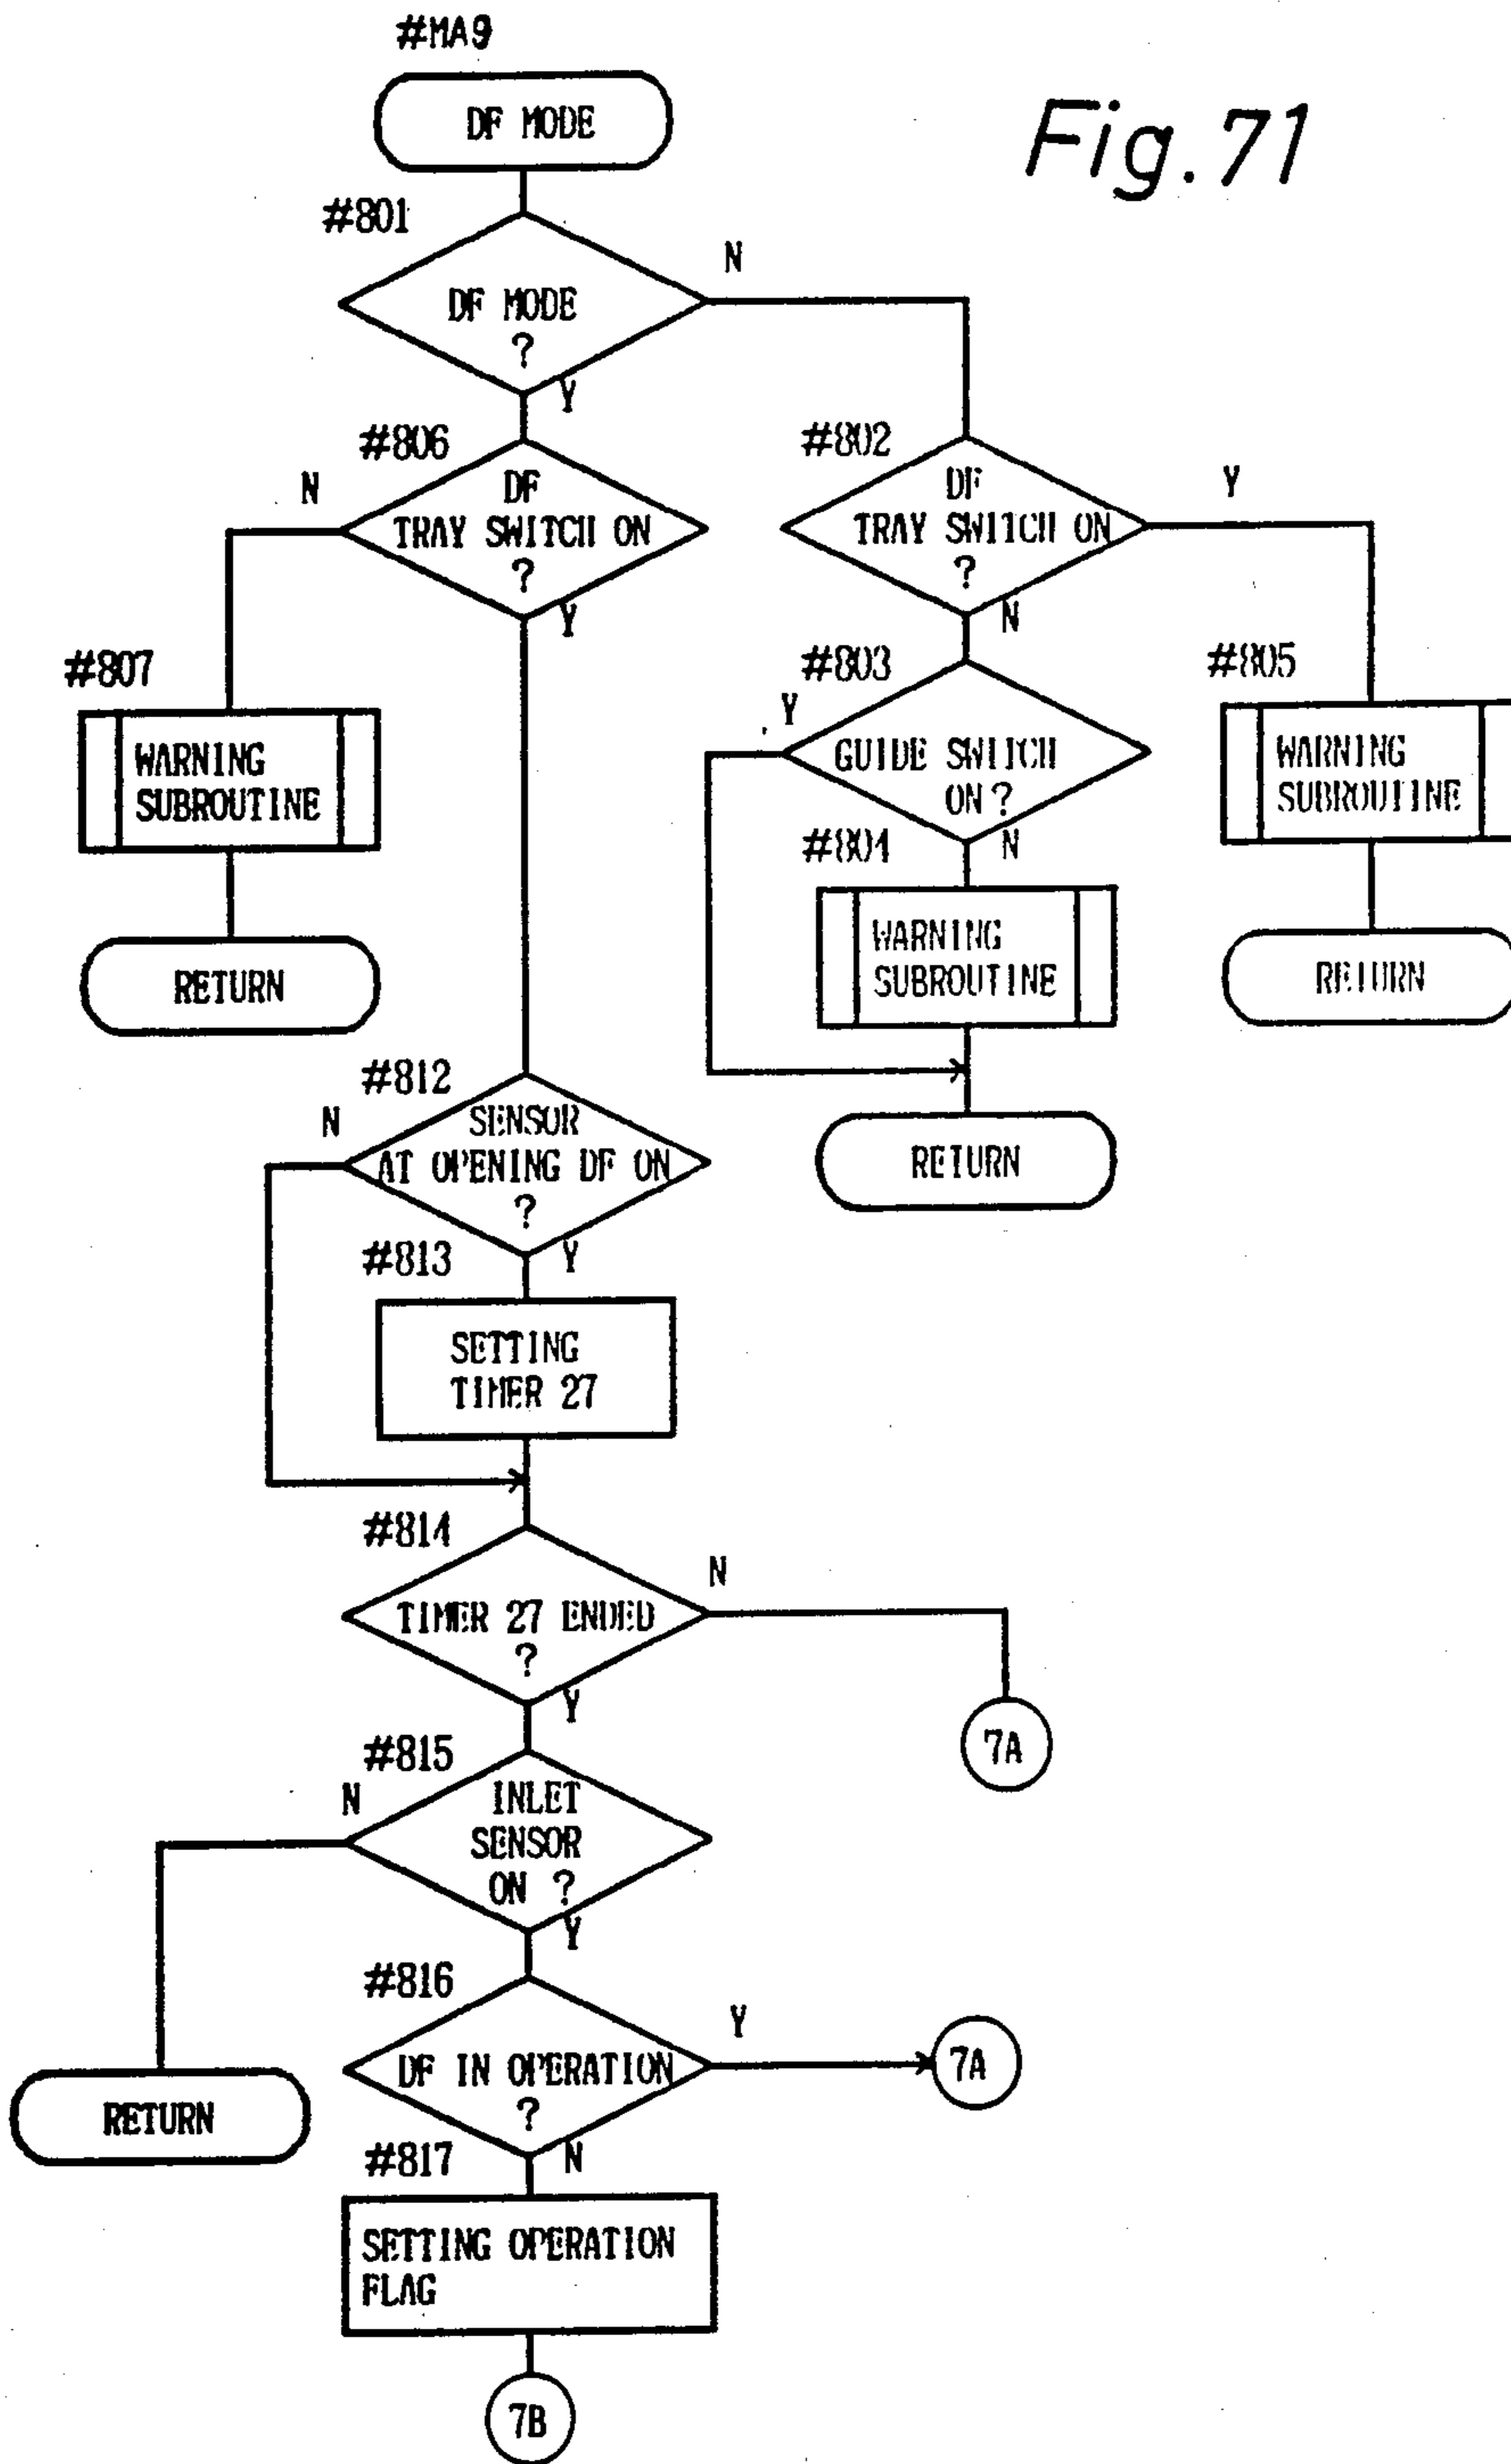 #MA9
DF MODE
Fig.71
#801
N
DF MODE
?
Y
#806
N
DF
TRAY SWITCH ON
?
Y
#802
DF
TRAY SWITCH ON
?
Y
N
#807
WARNING
SUBROUTINE
RETURN
#803
Y
GUIDE SWITCH
ON?
N
#804
WARNING
SUBROUTINE
RETURN
#805
WARNING
SUBROUTINE
RETURN
#812
N
SENSOR
AT OPENING DF ON
?
Y
#813
SETTING
TIMER 27
#814
N
TIMER 27 ENDED
?
Y
7A
#815
N
INLET
SENSOR
ON ?
Y
RETURN
#816
Y
DF IN OPERATION
?
7A
N
#817
SETTING OPERATION
FLAG
7B